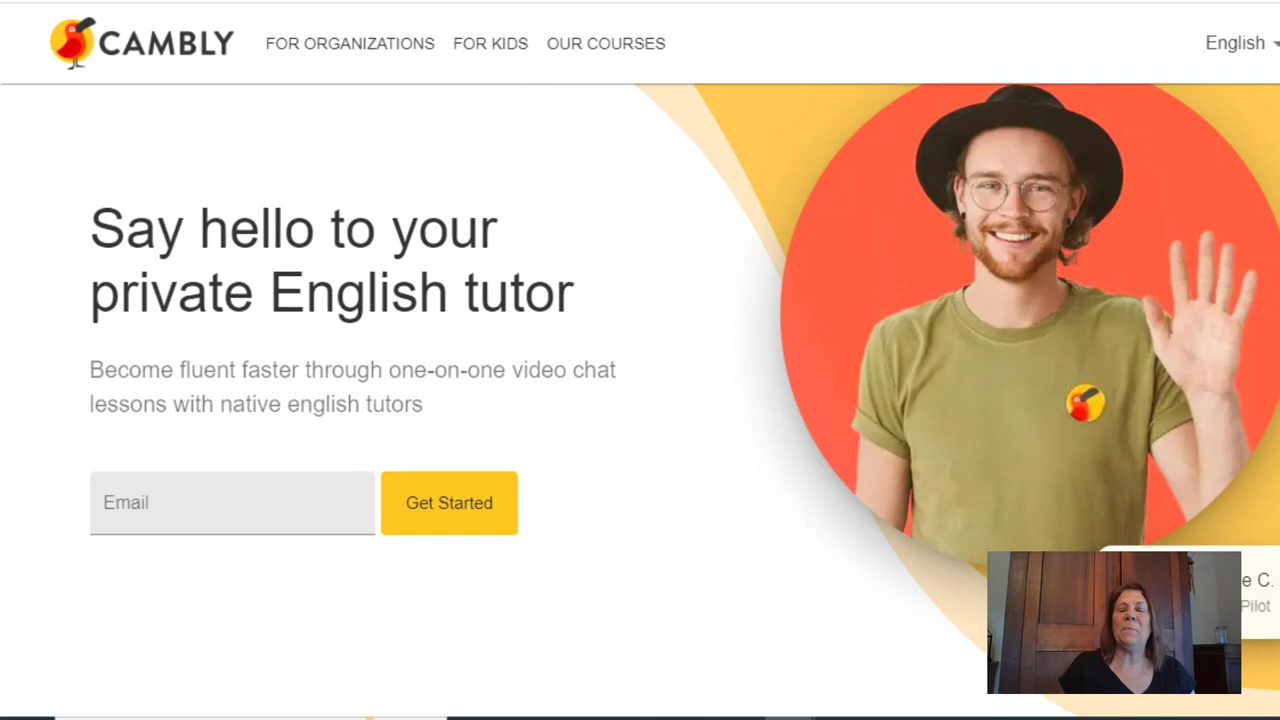 CAMBLY
FOR ORGANIZATIONS FOR KIDS OUR COURSES
English
Say hello to your
private English tutor
Become fluent faster through one-on-one video chat
lessons with native english tutors
Email
Get Started
e C.
Pilot